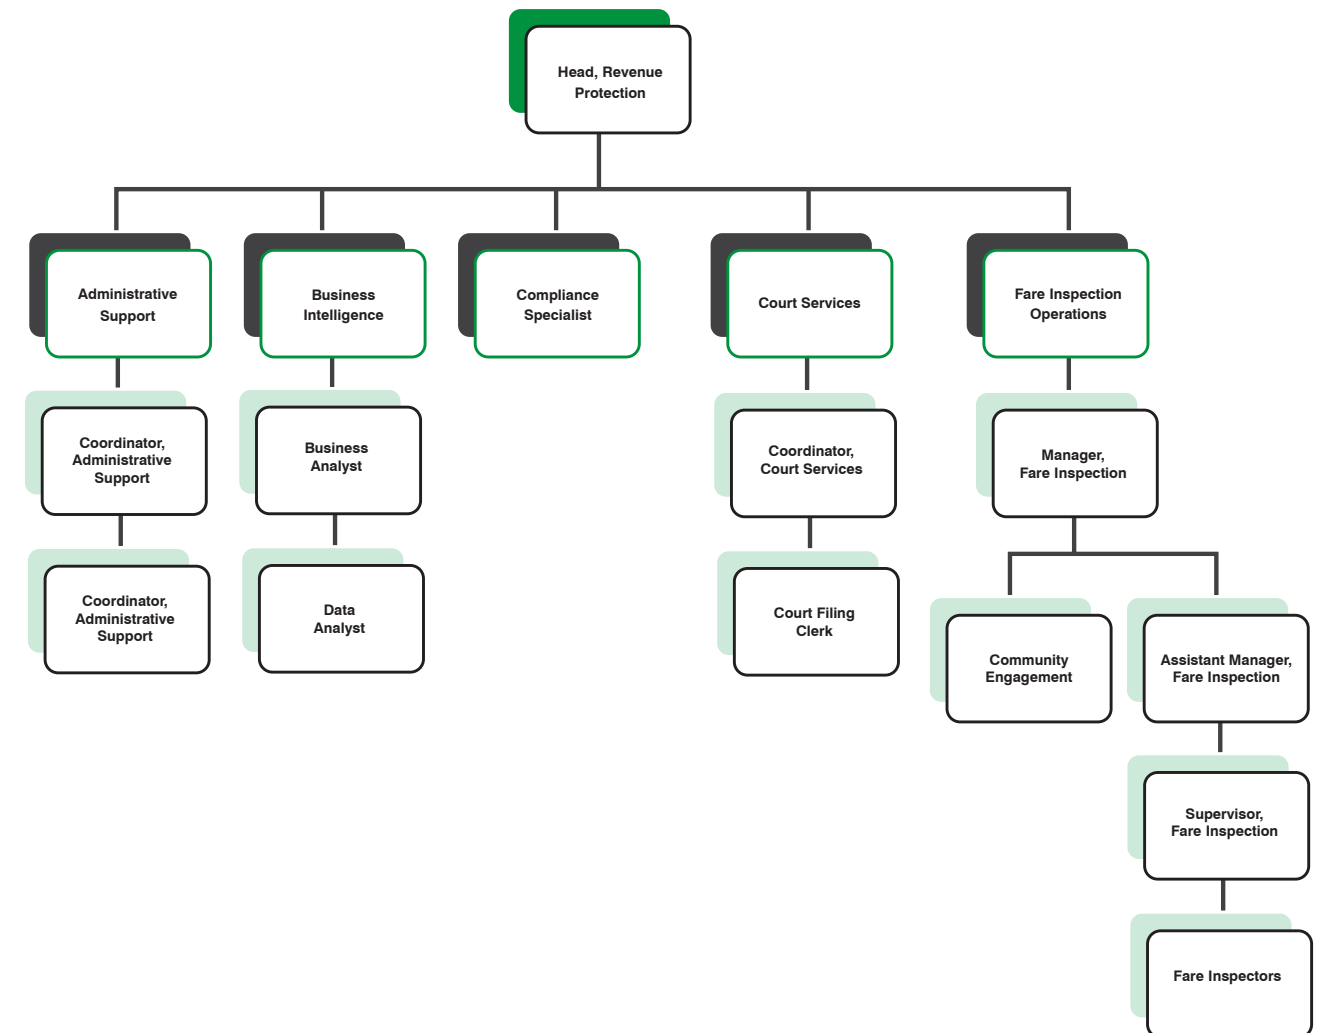 Head, Revenue
Protection
Administrative
Support
Business
Intelligence
Compliance
Specialist
Court Services
Fare Inspection
Operations
Coordinator,
Administrative
Support
Business
Analyst
Coordinator,
Court Services
Manager,
Fare Inspection
Coordinator,
Administrative
Support
Data
Analyst
Court Filing
Clerk
Community
Engagement
Assistant Manager,
Fare Inspection
Supervisor,
Fare Inspection
Fare Inspectors